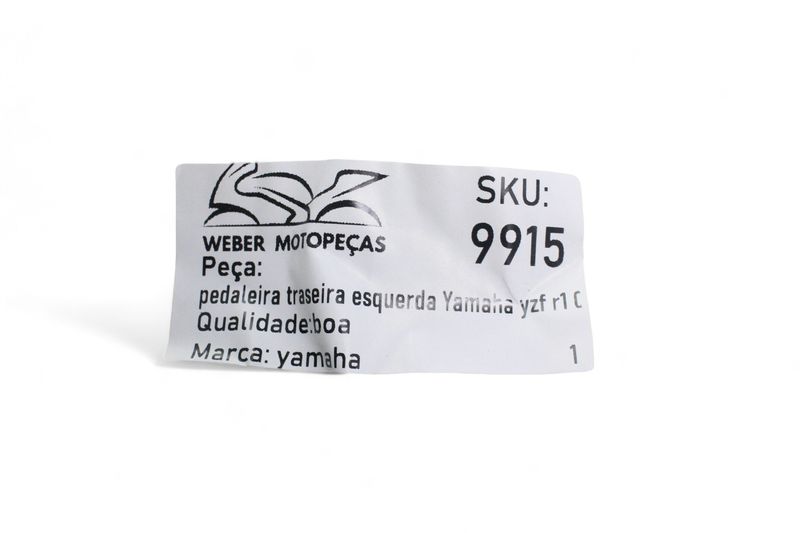 WEBER MOTOPEÇAS
SKU:
9915
Peça:
pedaleira traseira esquerda Yamaha yzf r1 C
Qualidade:boa
Marca: yamaha
1